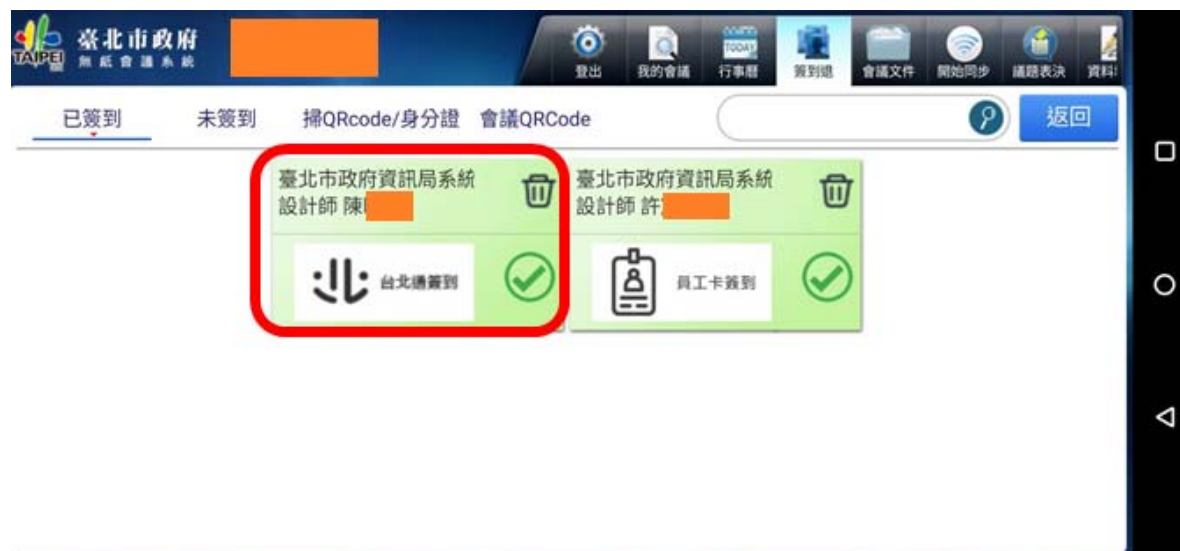 臺北市政府
TAIPEI 無紙會議系統
登出
我的會議
TODAY
行事曆
簽到退
會議文件
開始同步
議題表決
資料
已簽到
未簽到
掃QRcode/身分證
會議QRCode
返回
臺北市政府資訊局系統
設計師 陳
台北通簽到
臺北市政府資訊局系統
設計師 許
員工卡簽到